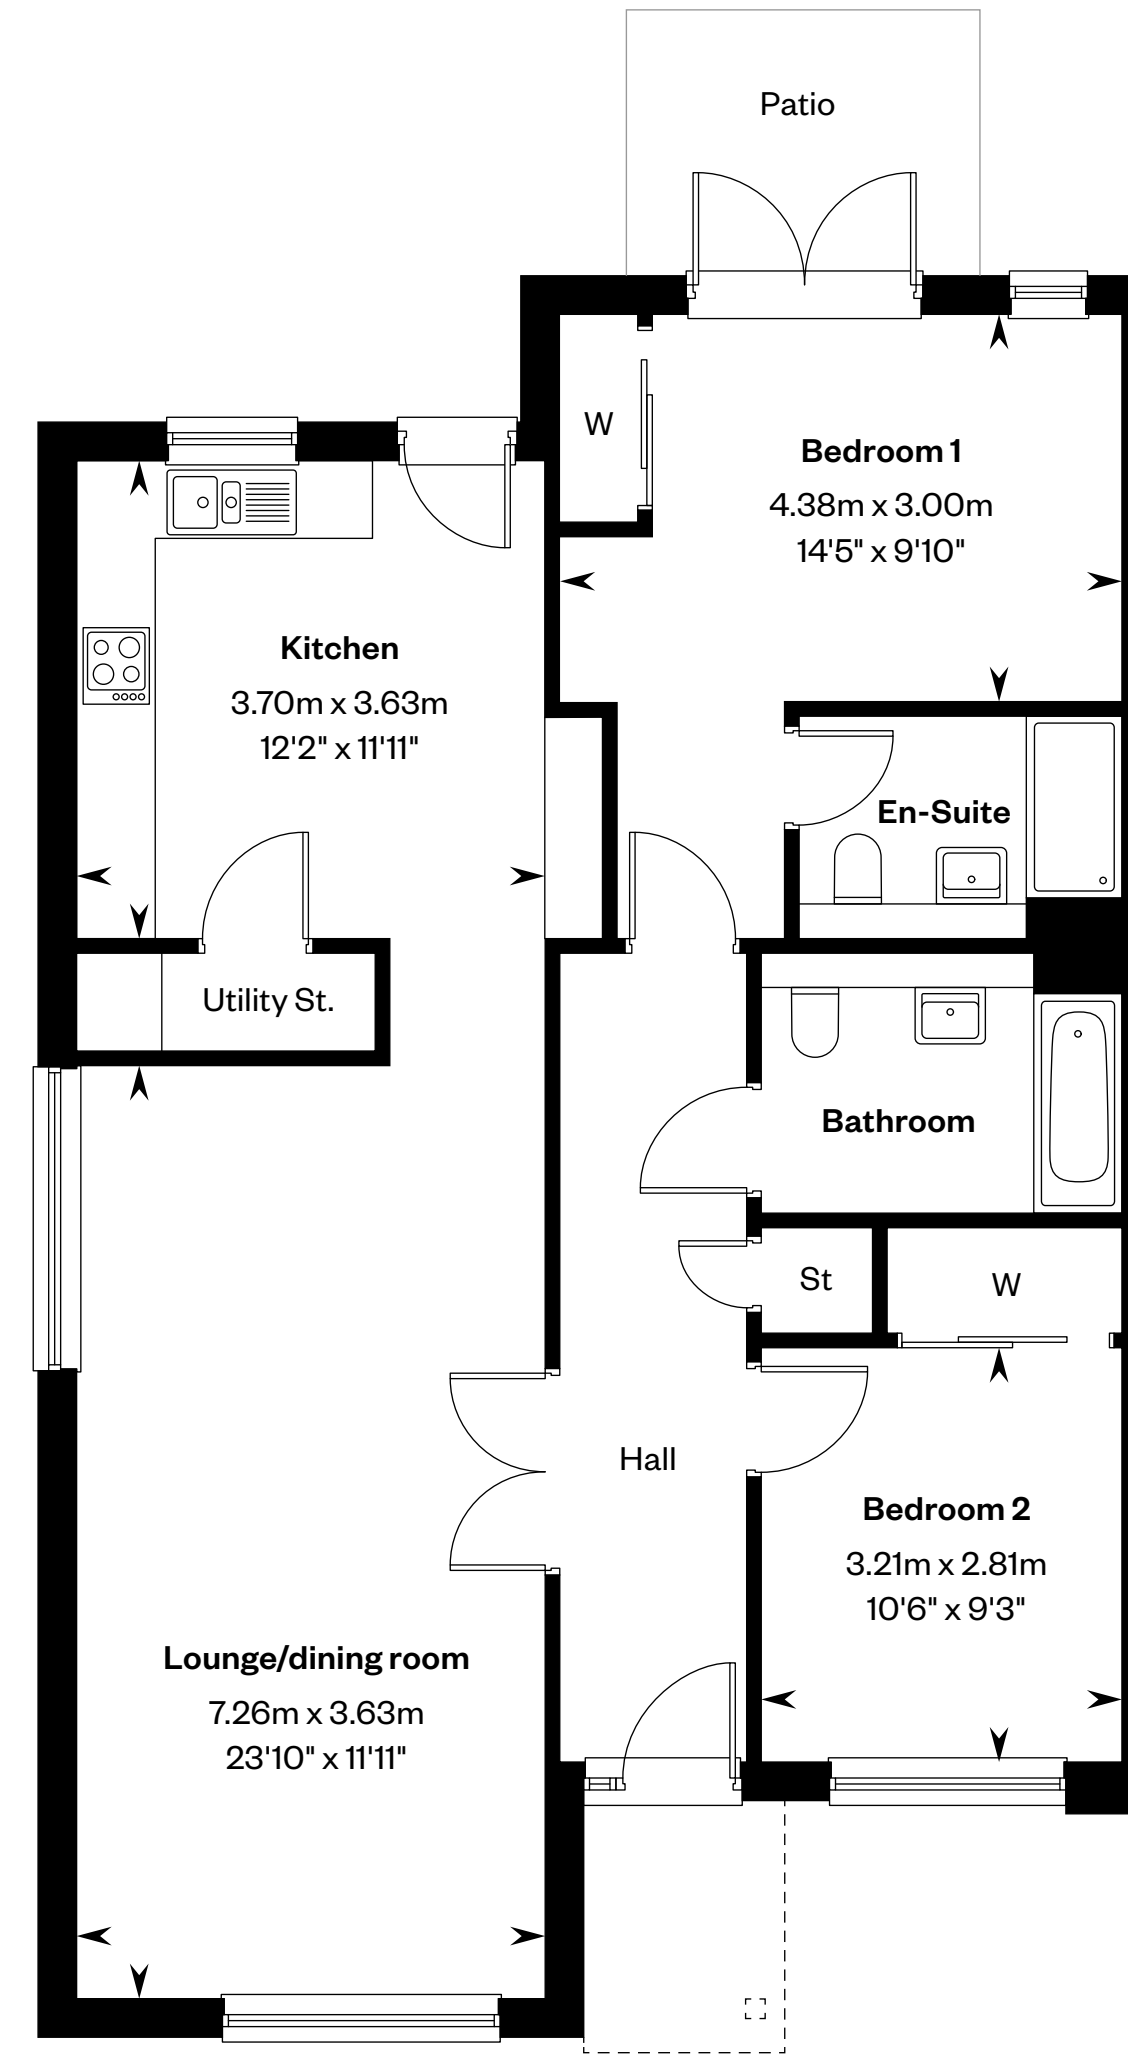 Patio
W
Bedroom 1
4.38m x 3.00m
14'5" x 9'10"
Kitchen
3.70m x 3.63m
12'2" x 11'11"
En-Suite
Utility St.
Bathroom
St
W
Hall
Bedroom 2
3.21m x 2.81m
10'6" x 9'3"
Lounge/dining room
7.26m x 3.63m
23'10" x 11'11"